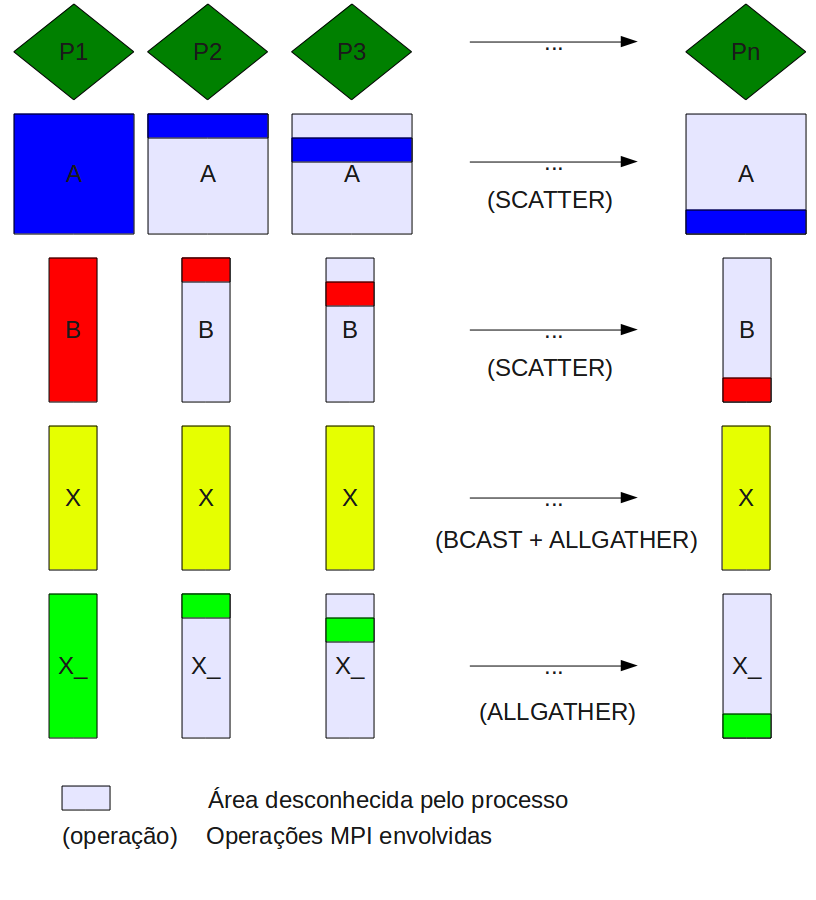 P1 P2 P3 ... Pn
A A A ... A
(SCATTER)
B B B ... B
(SCATTER)
X X X ... X
(BCAST + ALLGATHER)
X_ X_ X_ ... X_
(ALLGATHER)
Área desconhecida pelo processo
(operação) Operações MPI envolvidas